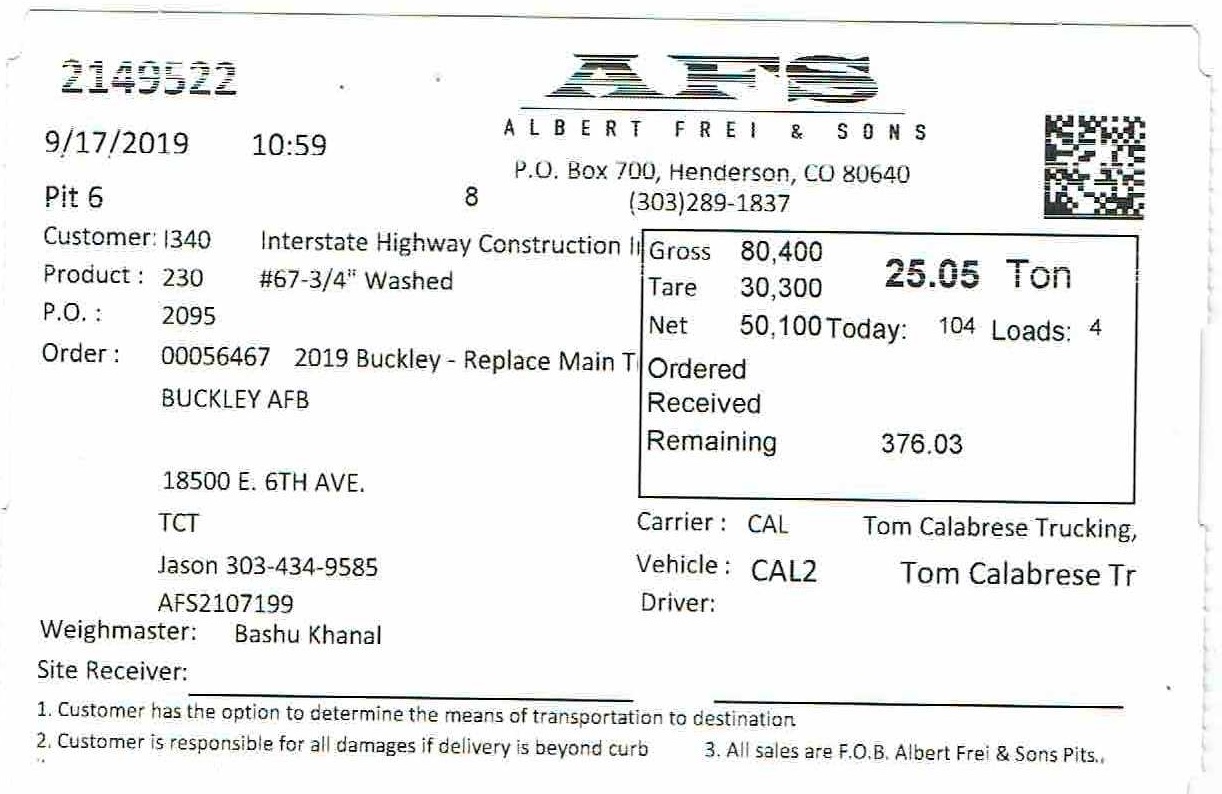 2149522
AFS
ALBERT FREI & SONS
9/17/2019 10:59
P.O. Box 700, Henderson, CO 80640
Pit 6 8 (303)289-1837
Customer: I340 Interstate Highway Construction I
Product : 230 #67-3/4" Washed
P.O. : 2095
Order : 00056467 2019 Buckley - Replace Main T
BUCKLEY AFB
18500 E. 6TH AVE.
TCT
Jason 303-434-9585
AFS2107199
Weighmaster: Bashu Khanal
Site Receiver:
Gross 80,400 25.05 Ton
Tare 30,300
Net 50,100 Today: 104 Loads: 4
Ordered
Received
Remaining 376.03
Carrier : CAL Tom Calabrese Trucking,
Vehicle : CAL2 Tom Calabrese Tr
Driver:
1. Customer has the option to determine the means of transportation to destination
2. Customer is responsible for all damages if delivery is beyond curb 3. All sales are F.O.B. Albert Frei & Sons Pits.